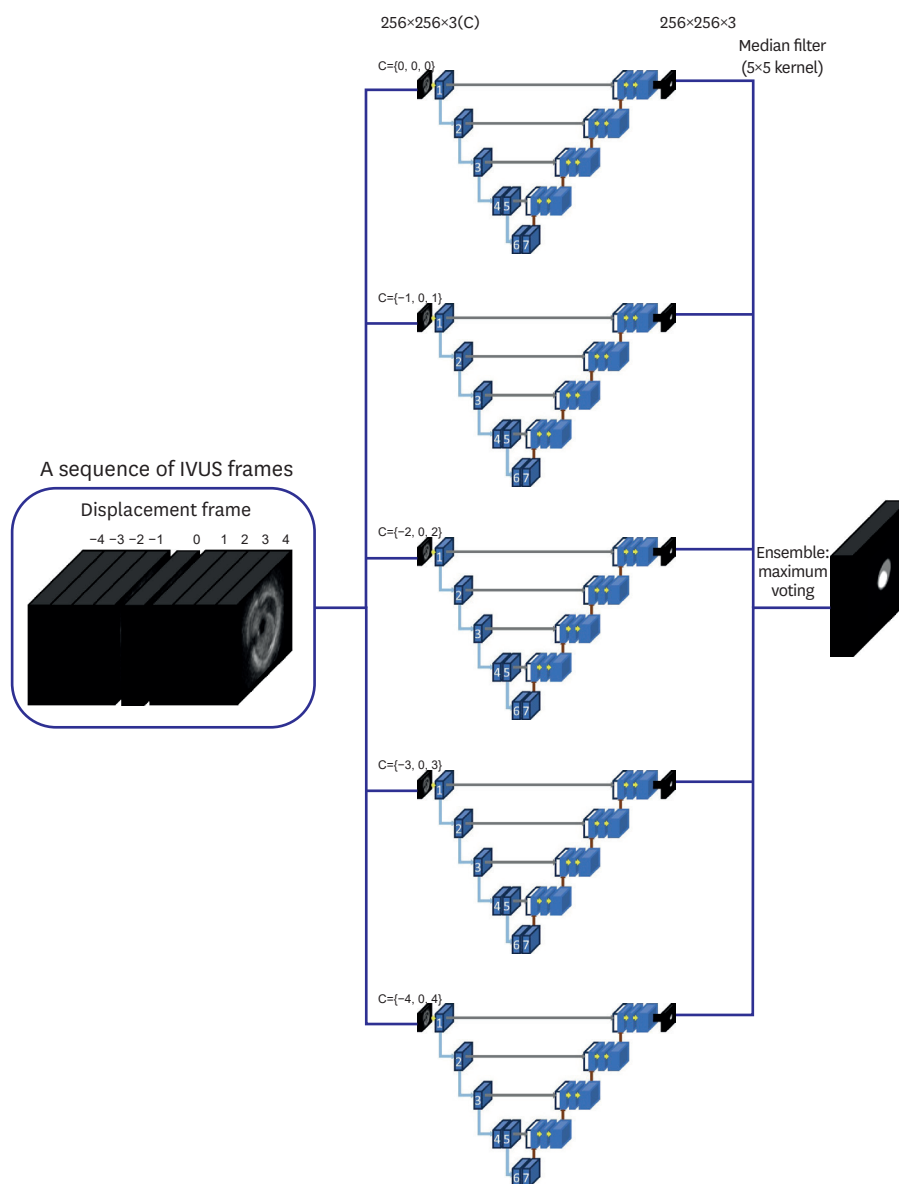 256×256×3(C)
256×256×3
Median filter
(5×5 kernel)
C={0, 0, 0}
1
2
3
4 5
6 7
C={−1, 0, 1}
1
2
3
4 5
6 7
A sequence of IVUS frames
Displacement frame
−4 −3 −2 −1 0 1 2 3 4
C={−2, 0, 2}
1
2
3
4 5
6 7
Ensemble:
maximum
voting
C={−3, 0, 3}
1
2
3
4 5
6 7
C={−4, 0, 4}
1
2
3
4 5
6 7